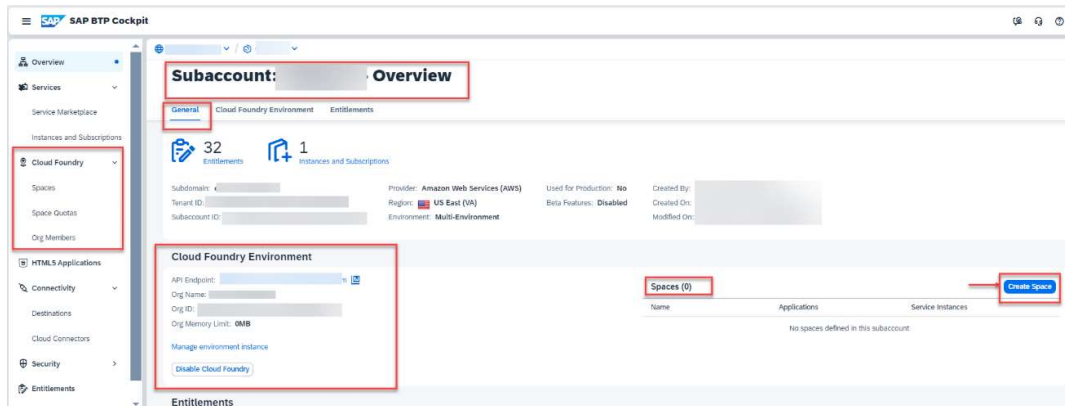 SAP SAP BTP Cockpit
Overview
Services
Service Marketplace
Instances and Subscriptions
Cloud Foundry
Spaces
Space Quotas
Org Members
HTML5 Applications
Connectivity
Destinations
Cloud Connectors
Security
Entitlements
/
Subaccount: Overview
General Cloud Foundry Environment Entitlements
32
Entitlements
1
Instances and Subscriptions
Subdomain:
Tenant ID:
Subaccount ID:
Provider: Amazon Web Services (AWS)
Region: US East (VA)
Environment: Multi-Environment
Used for Production: No
Beta Features: Disabled
Created By:
Created On:
Modified On:
Cloud Foundry Environment
API Endpoint:
Org Name:
Org ID:
Org Memory Limit: 0MB
Manage environment instance
Disable Cloud Foundry
Spaces (0)
Create Space
Name Applications Service Instances
No spaces defined in this subaccount
Entitlements